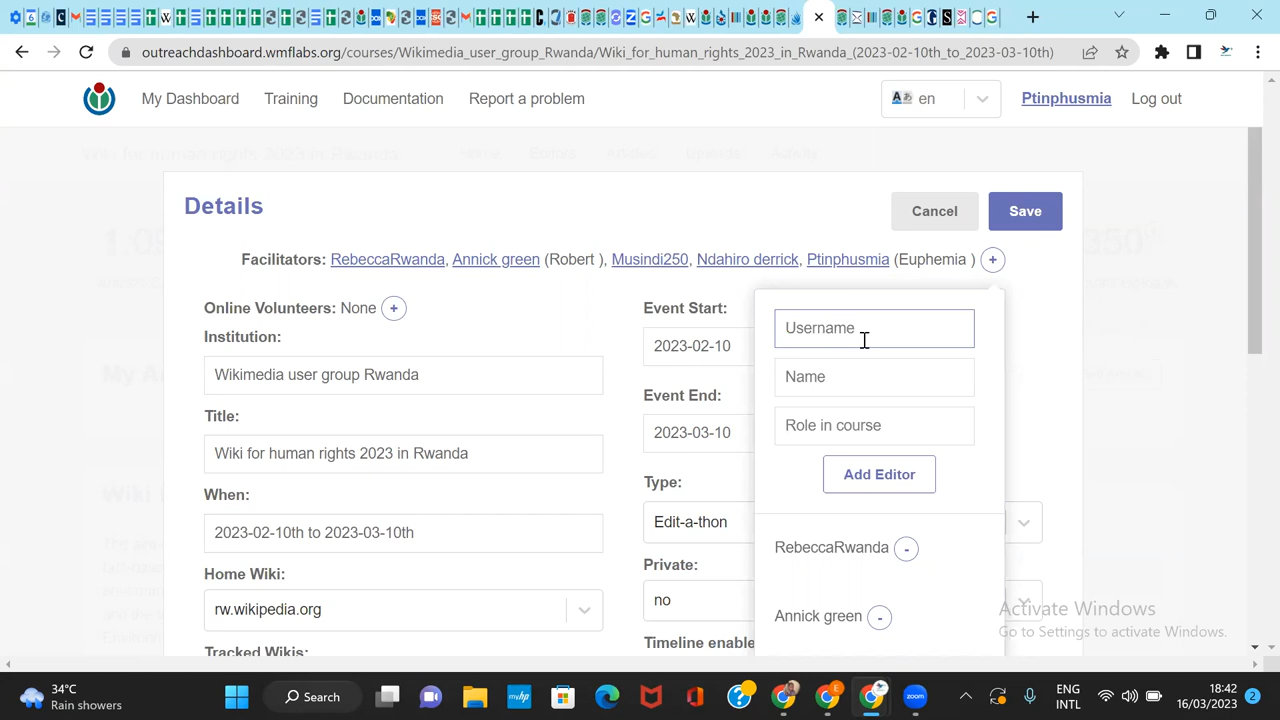 outreachdashboard.wmflabs.org/courses/Wikimedia_user_group_Rwanda/Wiki_for_human_rights_2023_in_Rwanda_(2023-02-10th_to_2023-03-10th)
My Dashboard Training Documentation Report a problem en Ptinphusmia Log out
Details Cancel Save
Facilitators: RebeccaRwanda, Annick green (Robert ), Musindi250, Ndahiro derrick, Ptinphusmia (Euphemia ) +
Online Volunteers: None +
Institution:
Wikimedia user group Rwanda
Title:
Wiki for human rights 2023 in Rwanda
When:
2023-02-10th to 2023-03-10th
Home Wiki:
rw.wikipedia.org
Tracked Wikis:
Event Start:
2023-02-10
Event End:
2023-03-10
Type:
Edit-a-thon
Private:
no
Timeline enable
Username
Name
Role in course
Add Editor
RebeccaRwanda -
Annick green -
Activate Windows
Go to Settings to activate Windows.
34°C
Rain showers
Search
ENG
INTL
18:42
16/03/2023
2